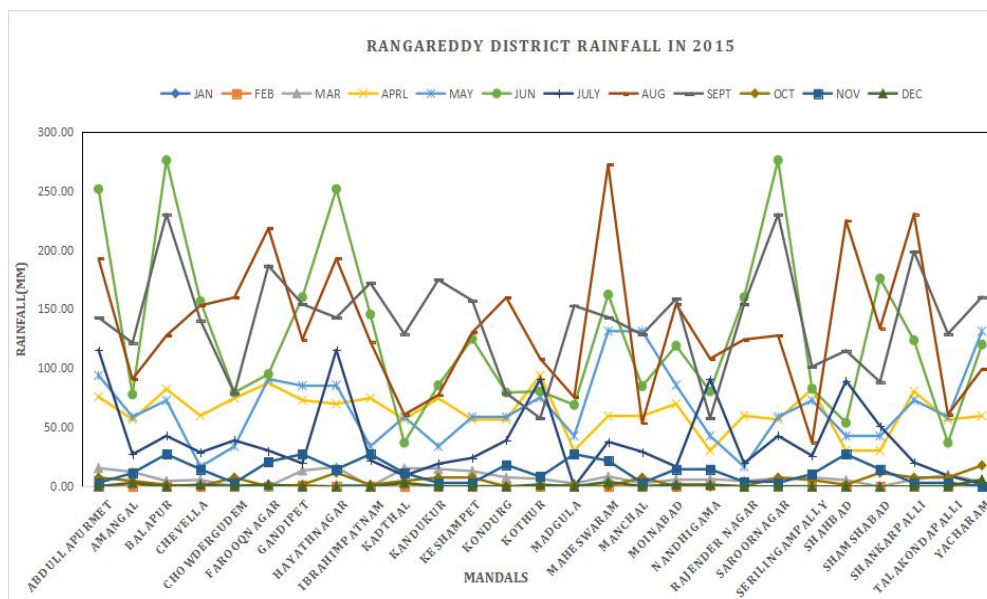 RANGAREDDY DISTRICT RAINFALL IN 2015
JAN FEB MAR APRL MAY JUN JULY AUG SEPT OCT NOV DEC
300.00
250.00
200.00
150.00
100.00
50.00
0.00
RAINFALL(MM)
ABDULLAPURMET
AMANGAL
BALAPUR
CHEVELLA
CHOWDERGUDEM
FAROOQNAGAR
GANDIPET
HAYATHNAGAR
IBRAHIMPATNAM
KADTHAL
KANDUKUR
KESHAMPET
KONDURG
KOTHUR
MADGULA
MAHESWARAM
MANCHAL
MOINABAD
NANDHIGAMA
RAJENDER NAGAR
SAROORNAGAR
SERILINGAMPALLY
SHAHBAD
SHAMSHABAD
SHANKARPALLI
TALAKONDAPALLI
YACHARAM
MANDALS